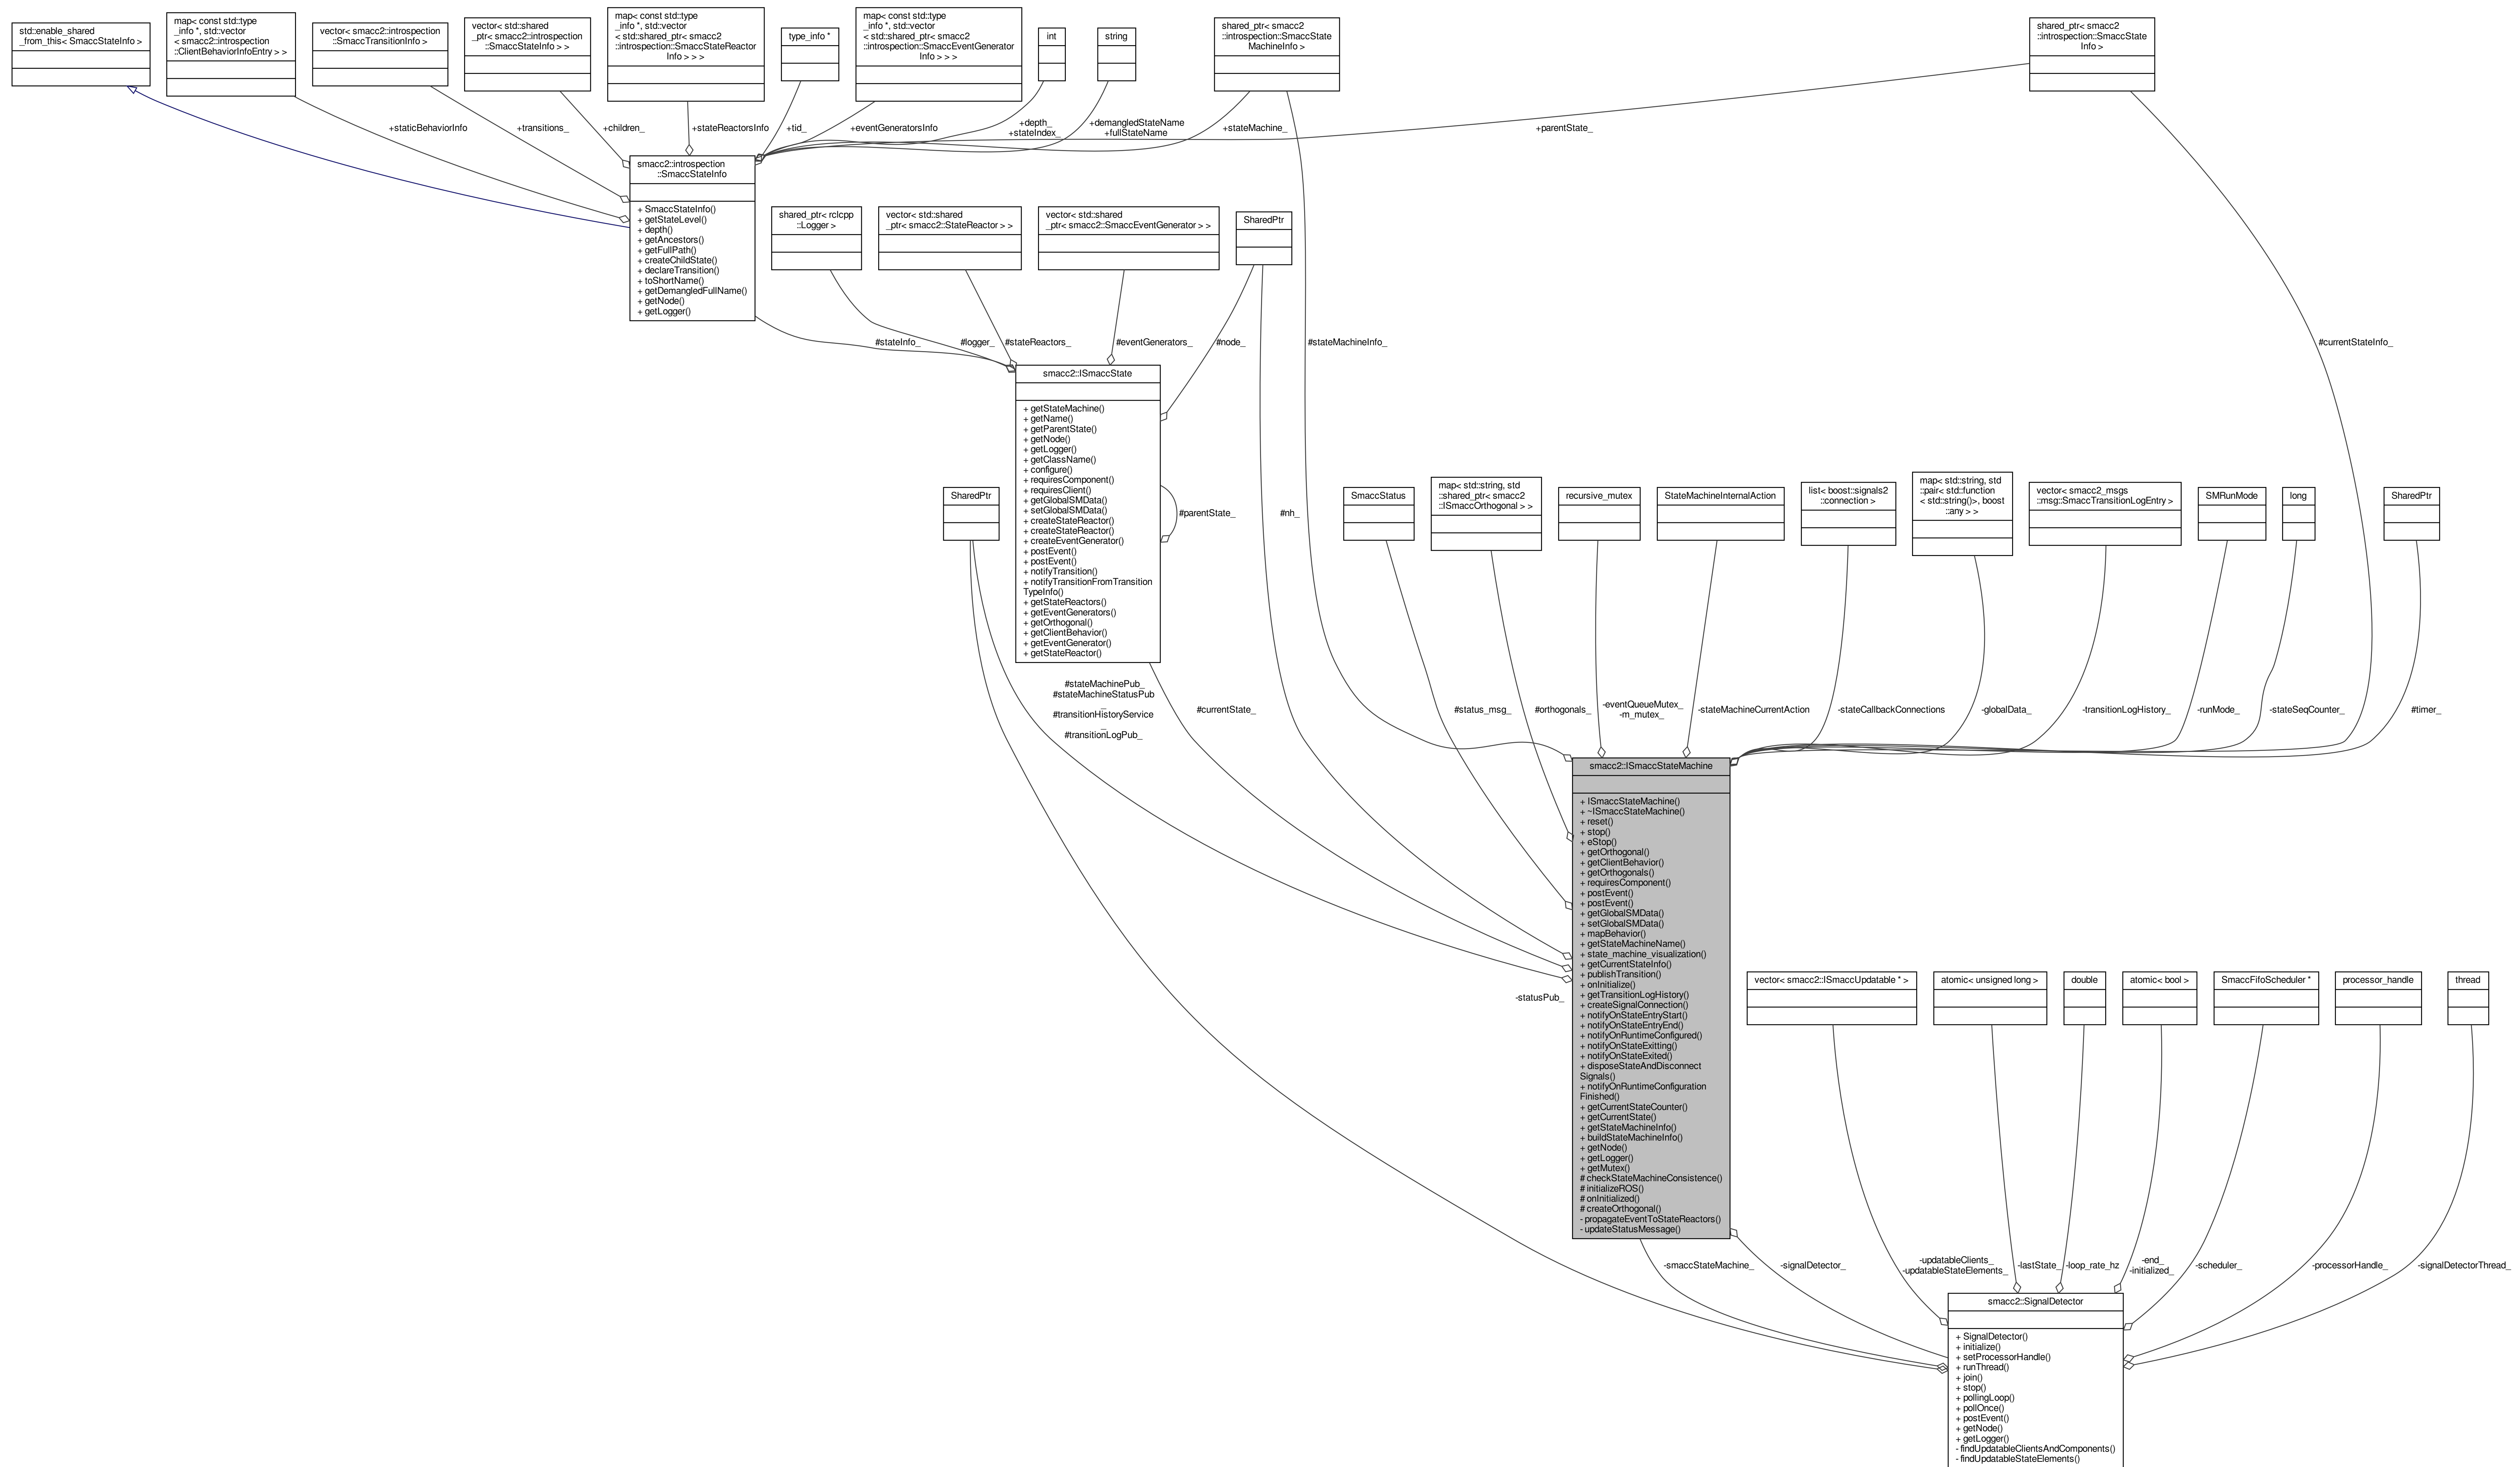 std::enable_shared
_from_this< SmaccStateInfo >
map< const std::type
_info *, std::vector
< smacc2::introspection
::ClientBehaviorInfoEntry > >
vector< smacc2::introspection
::SmaccTransitionInfo >
vector< std::shared
_ptr< smacc2::introspection
::SmaccStateInfo > >
map< const std::type
_info *, std::vector
< std::shared_ptr< smacc2
::introspection::SmaccStateReactor
Info > > >
type_info *
map< const std::type
_info *, std::vector
< std::shared_ptr< smacc2
::introspection::SmaccEventGenerator
Info > > >
int
string
shared_ptr< smacc2
::introspection::SmaccState
MachineInfo >
shared_ptr< smacc2
::introspection::SmaccState
Info >
+staticBehaviorInfo
+transitions_
+children_
+stateReactorsInfo
+tid_
+eventGeneratorsInfo
+depth_
+stateIndex_
+demangledStateName
+fullStateName
+stateMachine_
+parentState_
smacc2::introspection
::SmaccStateInfo
+ SmaccStateInfo()
+ getStateLevel()
+ depth()
+ getAncestors()
+ getFullPath()
+ createChildState()
+ declareTransition()
+ toShortName()
+ getDemangledFullName()
+ getNode()
+ getLogger()
shared_ptr< rclcpp
::Logger >
vector< std::shared
_ptr< smacc2::StateReactor > >
vector< std::shared
_ptr< smacc2::SmaccEventGenerator > >
SharedPtr
#stateInfo_
#logger_
#stateReactors_
#eventGenerators_
#node_
#stateMachineInfo_
#currentStateInfo_
smacc2::ISmaccState
+ getStateMachine()
+ getName()
+ getParentState()
+ getNode()
+ getLogger()
+ getClassName()
+ configure()
+ requiresComponent()
+ requiresClient()
+ getGlobalSMData()
+ setGlobalSMData()
+ createStateReactor()
+ createStateReactor()
+ createEventGenerator()
+ postEvent()
+ postEvent()
+ notifyTransition()
+ notifyTransitionFromTransition
TypeInfo()
+ getStateReactors()
+ getEventGenerators()
+ getOrthogonal()
+ getClientBehavior()
+ getEventGenerator()
+ getStateReactor()
#parentState_
#nh_
SharedPtr
SmaccStatus
map< std::string, std
::shared_ptr< smacc2
::ISmaccOrthogonal > >
recursive_mutex
StateMachineInternalAction
list< boost::signals2
::connection >
map< std::string, std
::pair< std::function
< std::string()>, boost
::any > >
vector< smacc2_msgs
::msg::SmaccTransitionLogEntry >
SMRunMode
long
SharedPtr
#stateMachinePub_
#stateMachineStatusPub
_
#transitionHistoryService
_
#transitionLogPub_
#currentState_
#status_msg_
#orthogonals_
-eventQueueMutex_
-m_mutex_
-stateMachineCurrentAction
-stateCallbackConnections
-globalData_
-transitionLogHistory_
-runMode_
-stateSeqCounter_
#timer_
smacc2::ISmaccStateMachine
+ ISmaccStateMachine()
+ ~ISmaccStateMachine()
+ reset()
+ stop()
+ eStop()
+ getOrthogonal()
+ getClientBehavior()
+ getOrthogonals()
+ requiresComponent()
+ postEvent()
+ postEvent()
+ getGlobalSMData()
+ setGlobalSMData()
+ mapBehavior()
+ getStateMachineName()
+ state_machine_visualization()
+ getCurrentStateInfo()
+ publishTransition()
+ onInitialize()
+ getTransitionLogHistory()
+ createSignalConnection()
+ notifyOnStateEntryStart()
+ notifyOnStateEntryEnd()
+ notifyOnRuntimeConfigured()
+ notifyOnStateExitting()
+ notifyOnStateExited()
+ disposeStateAndDisconnect
Signals()
+ notifyOnRuntimeConfiguration
Finished()
+ getCurrentStateCounter()
+ getCurrentState()
+ getStateMachineInfo()
+ buildStateMachineInfo()
+ getNode()
+ getLogger()
+ getMutex()
# checkStateMachineConsistence()
# initializeROS()
# onInitialized()
# createOrthogonal()
- propagateEventToStateReactors()
- updateStatusMessage()
-statusPub_
vector< smacc2::ISmaccUpdatable * >
atomic< unsigned long >
double
atomic< bool >
SmaccFifoScheduler *
processor_handle
thread
-smaccStateMachine_
-signalDetector_
-updatableClients_
-updatableStateElements_
-lastState_
-loop_rate_hz
-end_
-initialized_
-scheduler_
-processorHandle_
-signalDetectorThread_
smacc2::SignalDetector
+ SignalDetector()
+ initialize()
+ setProcessorHandle()
+ runThread()
+ join()
+ stop()
+ pollingLoop()
+ pollOnce()
+ postEvent()
+ getNode()
+ getLogger()
- findUpdatableClientsAndComponents()
- findUpdatableStateElements()